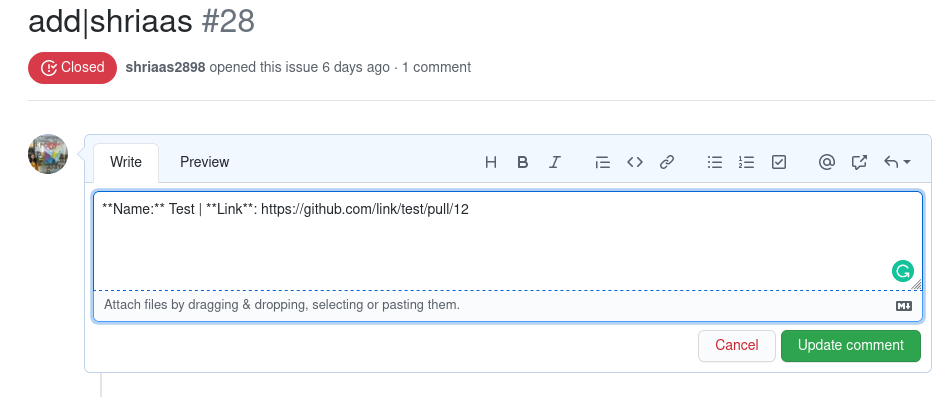 add|shriaas #28
Closed shriaas2898 opened this issue 6 days ago · 1 comment
Write Preview H B I @
**Name:** Test | **Link**: https://github.com/link/test/pull/12
Attach files by dragging & dropping, selecting or pasting them.
Cancel Update comment